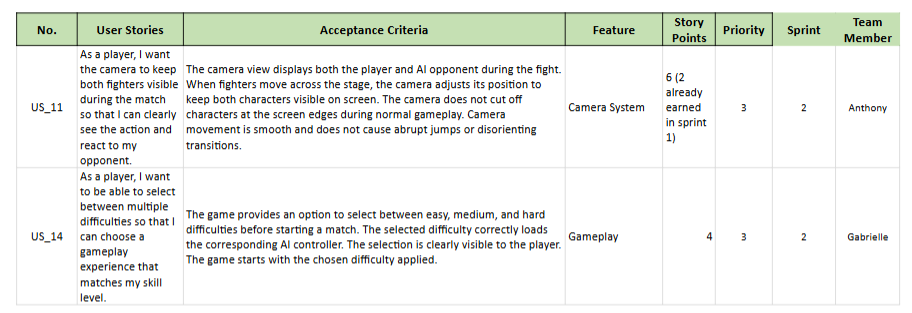 No.
User Stories
Acceptance Criteria
Feature
Story
Points
Priority
Sprint
Team
Member
US_11
As a player, I want
the camera to keep
both fighters visible
during the match
so that I can clearly
see the action and
react to my
opponent.
The camera view displays both the player and AI opponent during the fight.
When fighters move across the stage, the camera adjusts its position to
keep both characters visible on screen. The camera does not cut off
characters at the screen edges during normal gameplay. Camera
movement is smooth and does not cause abrupt jumps or disorienting
transitions.
Camera System
6 (2
already
earned
in sprint
1)
3
2
Anthony
US_14
As a player, I want
to be able to select
between multiple
difficulties so that I
can choose a
gameplay
experience that
matches my skill
level.
The game provides an option to select between easy, medium, and hard
difficulties before starting a match. The selected difficulty correctly loads
the corresponding AI controller. The selection is clearly visible to the player.
The game starts with the chosen difficulty applied.
Gameplay
4
3
2
Gabrielle